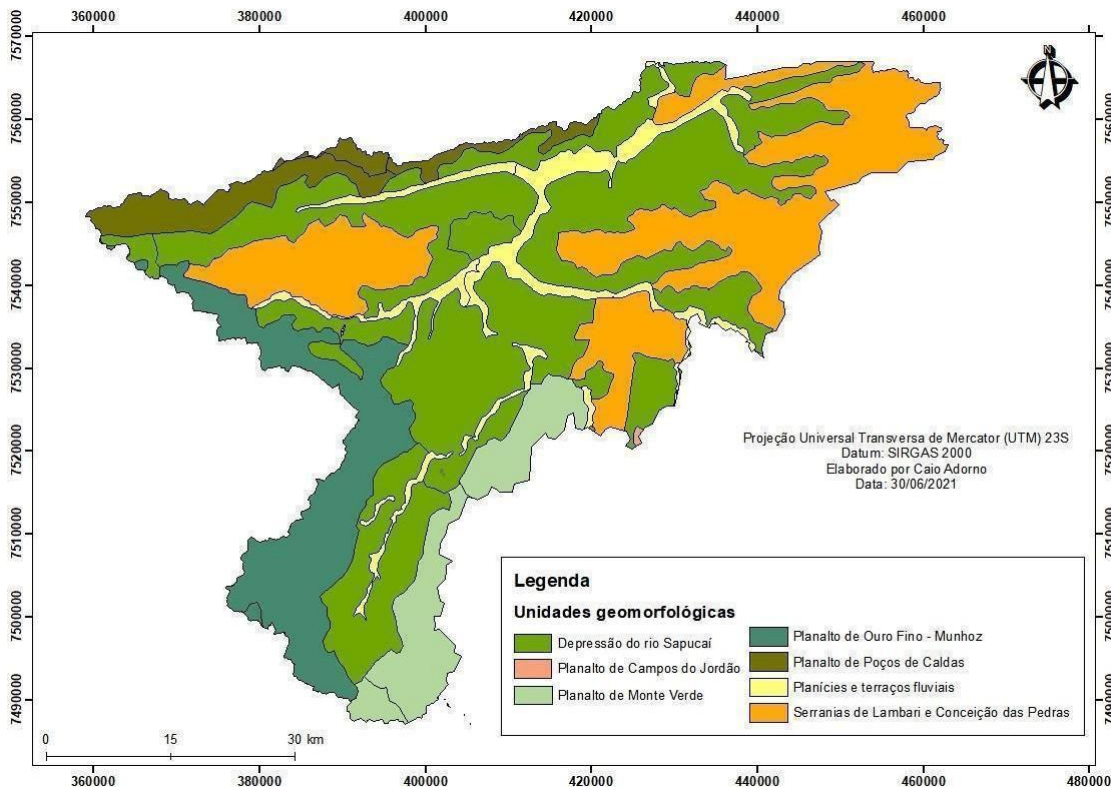 360000 380000 400000 420000 440000 460000
7570000
7560000
7550000
7540000
7530000
7520000
7510000
7500000
7490000
N
7560000
7550000
7540000
7530000
7520000
7510000
7500000
7490000
Projeção Universal Transversa de Mercator (UTM) 23S
Datum: SIRGAS 2000
Elaborado por Caio Adorno
Data: 30/06/2021
Legenda
Unidades geomorfológicas
Depressão do rio Sapucaí
Planalto de Campos do Jordão
Planalto de Monte Verde
Planalto de Ouro Fino - Munhoz
Planalto de Poços de Caldas
Planícies e terraços fluviais
Serranias de Lambari e Conceição das Pedras
0 15 30 km
360000 380000 400000 420000 440000 460000 480000